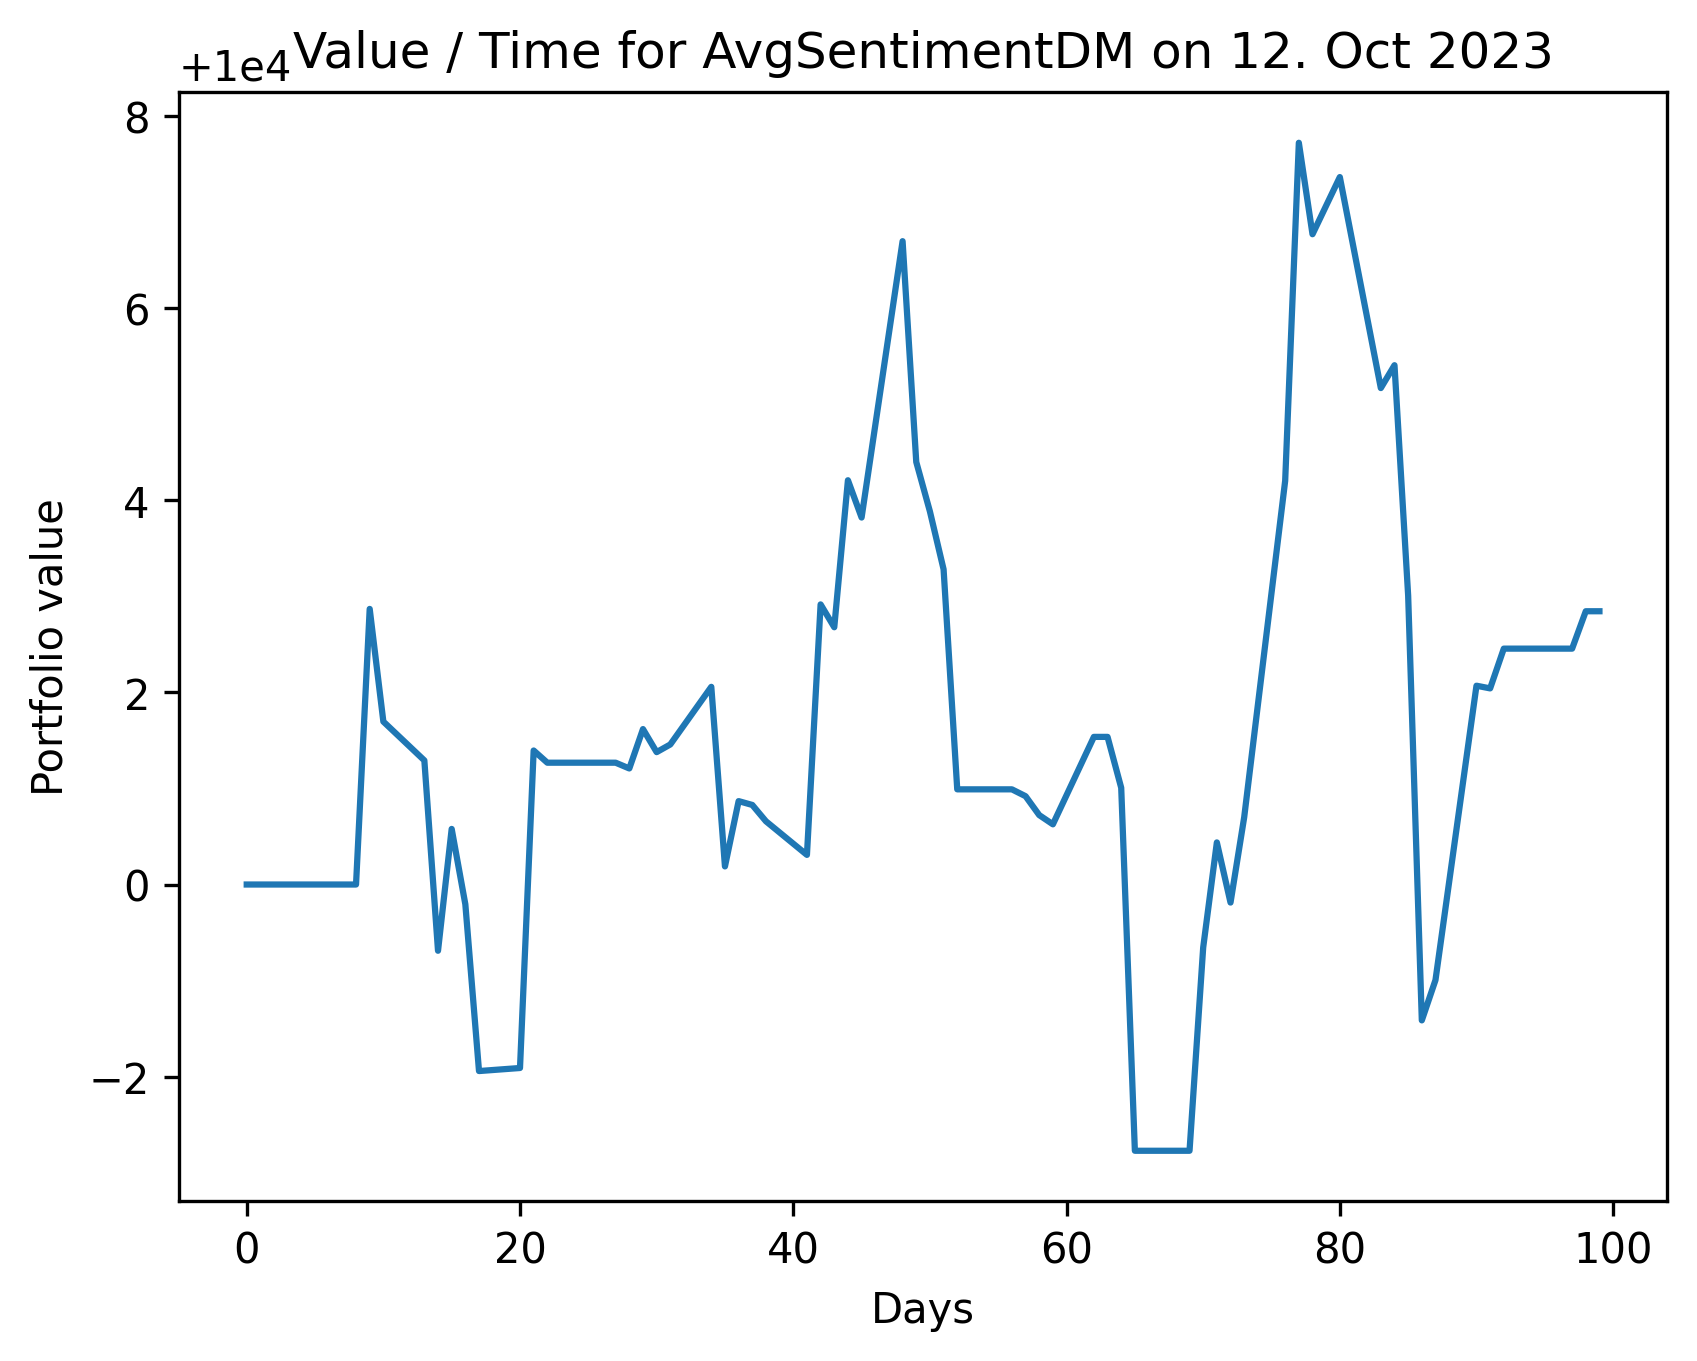 Value / Time for AvgSentimentDM on 12. Oct 2023
+1e4
8
6
4
2
0
−2
Portfolio value
0 20 40 60 80 100
Days